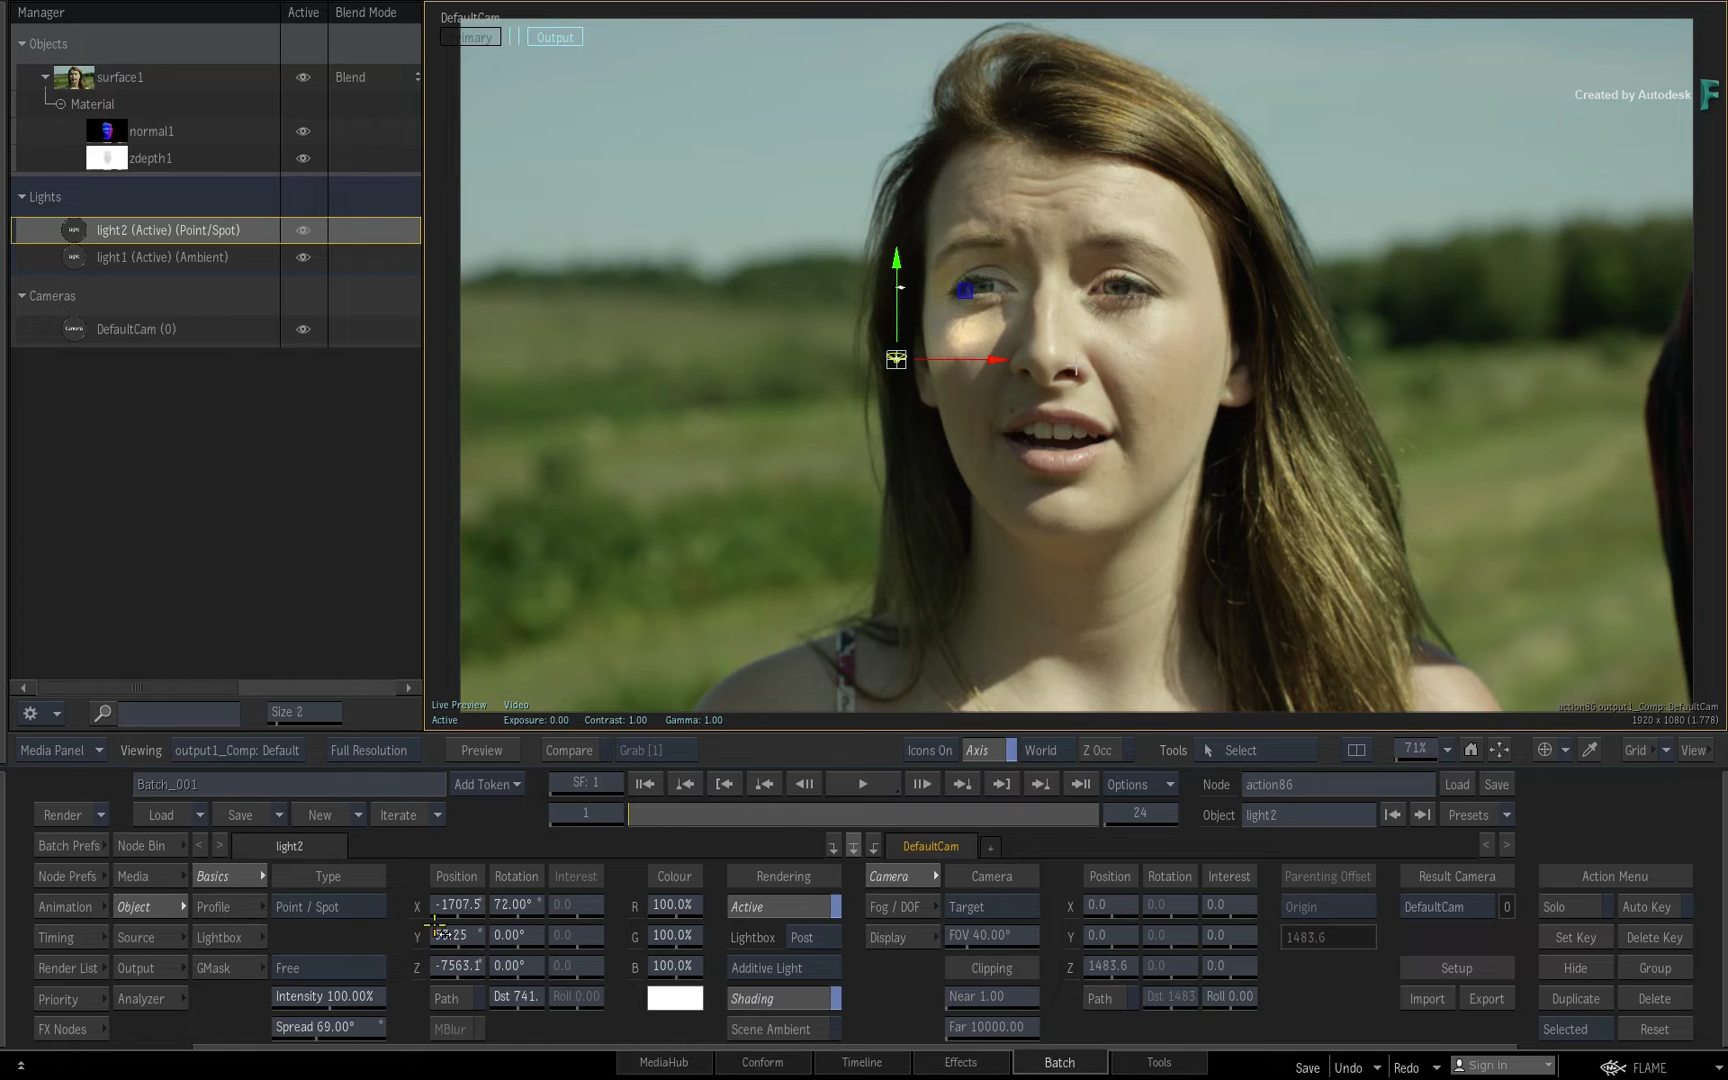 Manager Active Blend Mode
Objects
surface1 Blend
Material
normal1
zdepth1
Lights
light2 (Active) (Point/Spot)
light1 (Active) (Ambient)
Cameras
DefaultCam (0)
Size 2
DefaultCam
Primary Output
Created by Autodesk
Live Preview Video
Active Exposure: 0.00 Contrast: 1.00 Gamma: 1.00
action86 output1_Comp: DefaultCam
1920 x 1080 (1.778)
Media Panel Viewing output1_Comp: Default Full Resolution Preview Compare Grab [1] Icons On Axis World Z Occ Tools Select 71% Grid View
Batch_001 Add Token SF: 1 Options Node action86 Load Save
Render Load Save New Iterate 1 24 Object light2 Presets
Batch Prefs Node Bin < > light2 DefaultCam + < >
Node Prefs Media Basics Type Position Rotation Interest Colour Rendering Camera Camera Position Rotation Interest Parenting Offset Result Camera Action Menu
Animation Object Profile Point / Spot X -1707.5 72.00° 0.0 R 100.0% Active Fog / DOF Target X 0.0 0.0 0.0 Origin DefaultCam 0 Solo Auto Key
Timing Source Lightbox Y 0.00° 0.0 G 100.0% Lightbox Post Display FOV 40.00° Y 0.0 0.0 0.0 1483.6 Set Key Delete Key
Render List Output GMask Free Z -7563.1 0.00° 0.0 B 100.0% Additive Light Clipping Z 1483.6 0.0 0.0 Setup Hide Group
Priority Analyzer Intensity 100.00% Path Dst 741. Roll 0.00 Shading Near 1.00 Path Dst 1483 Roll 0.00 Import Export Duplicate Delete
FX Nodes Spread 69.00° MBlur Scene Ambient Far 10000.00 Selected Reset
MediaHub Conform Timeline Effects Batch Tools Save Undo Redo Sign In FLAME